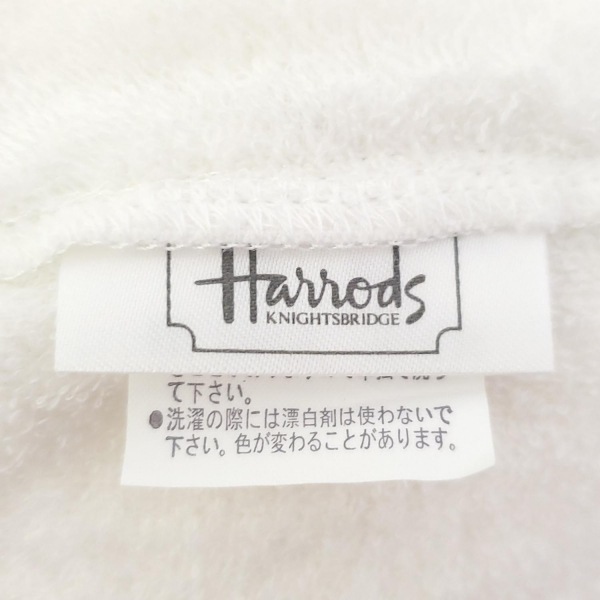 Harrods
KNIGHTSBRIDGE
て下さい。
●洗濯の際には漂白剤は使わないで
下さい。色が変わることがあります。